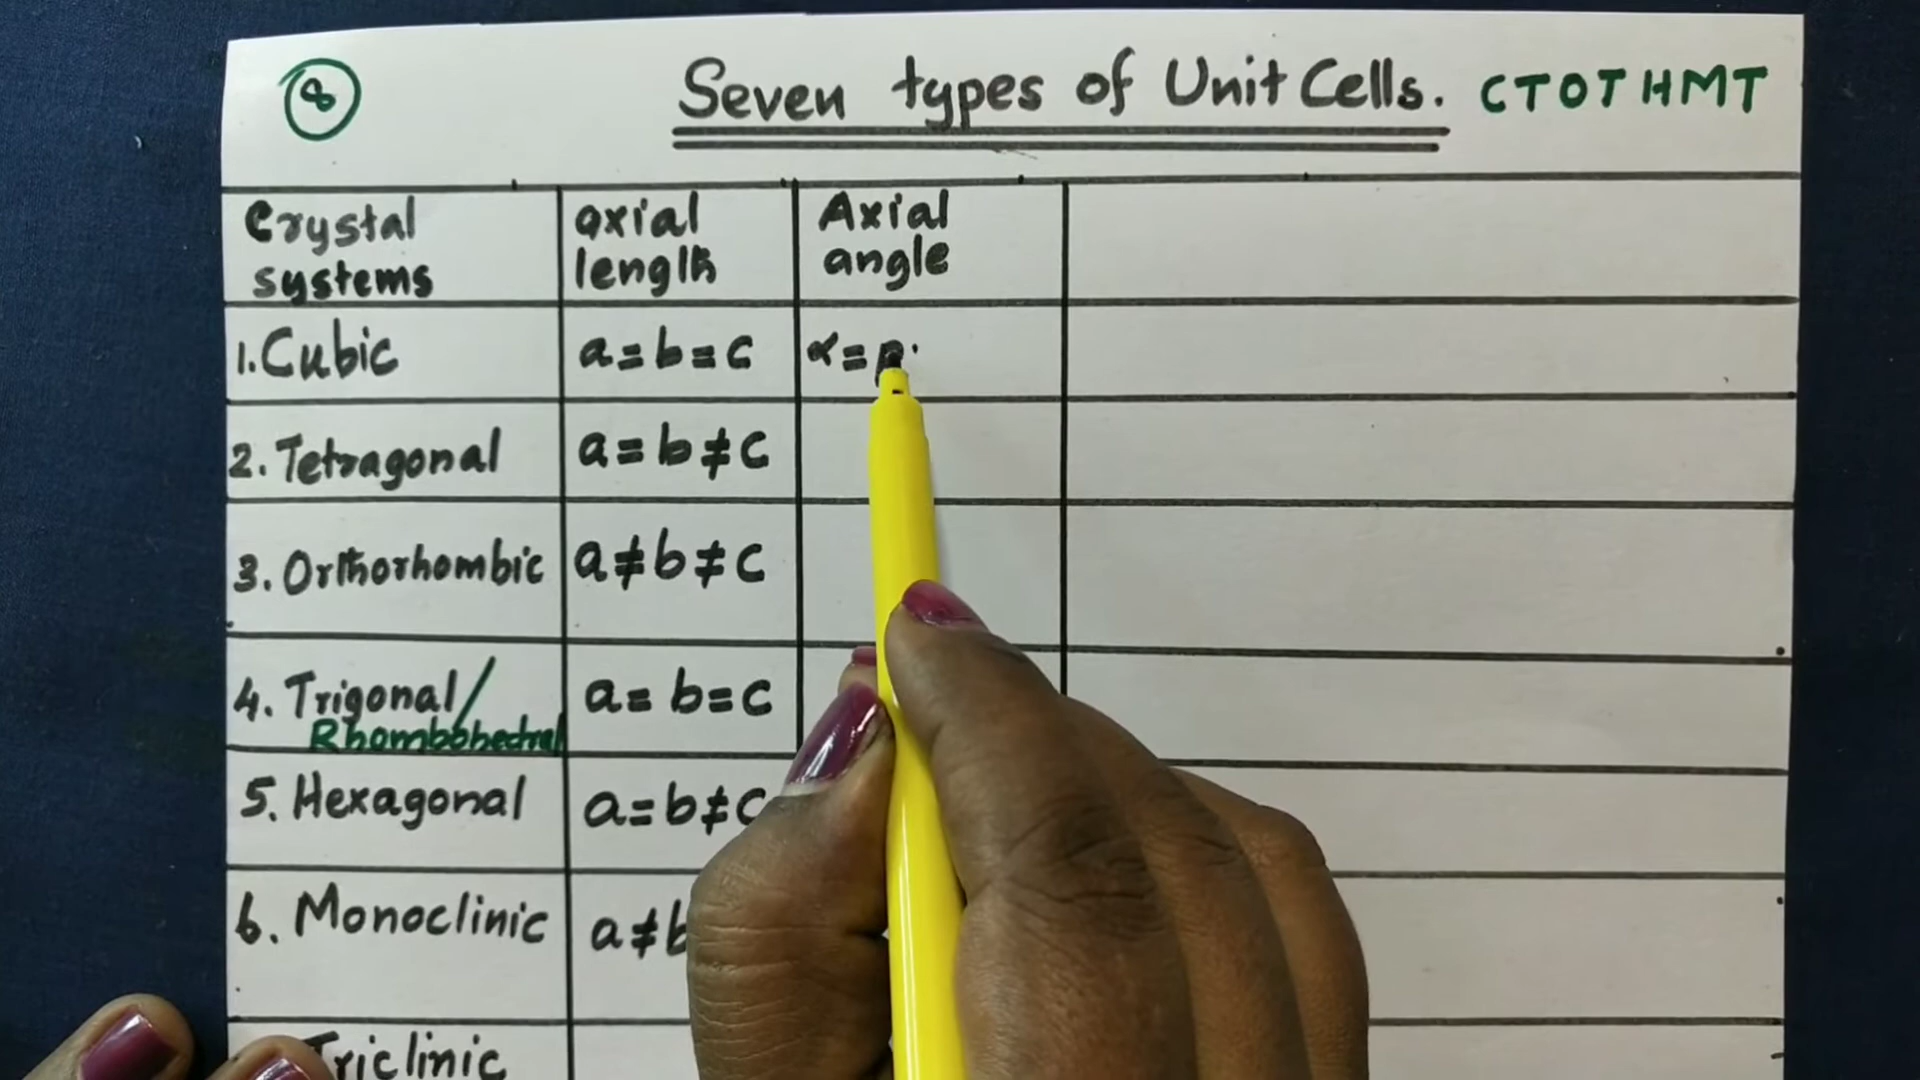 8
Seven types of Unit Cells. CTOTHMT
Crystal systems
axial length
Axial angle
1. Cubic
a = b = c
α =
2. Tetragonal
a = b ≠ c
3. Orthorhombic
a ≠ b ≠ c
4. Trigonal/
Rhombohedral
a = b = c
5. Hexagonal
a = b ≠ c
6. Monoclinic
a ≠ b
Triclinic